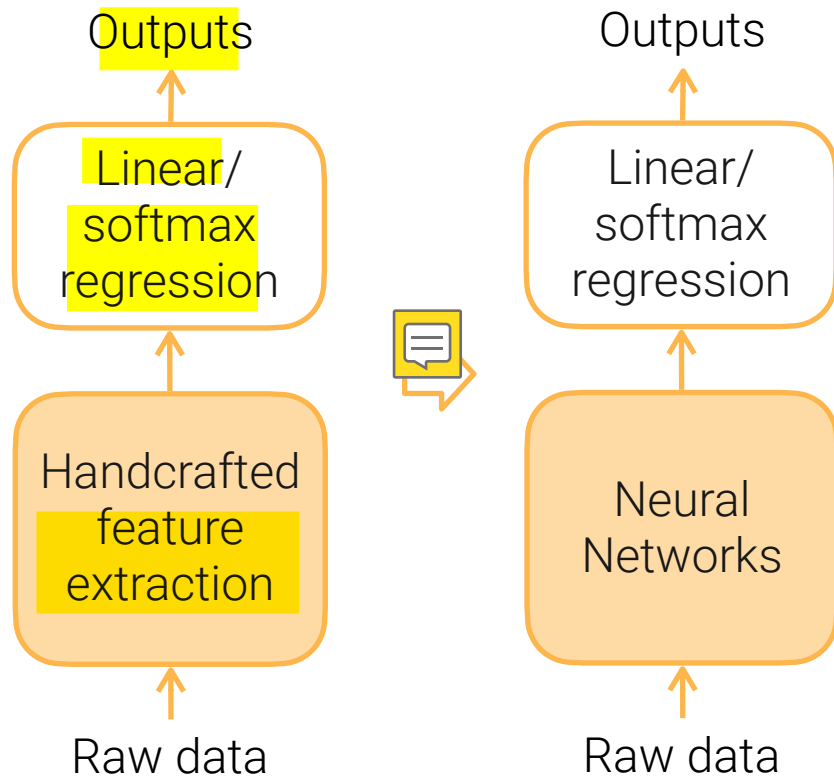 Outputs
Linear/
softmax
regression
Handcrafted
feature
extraction
Raw data
Outputs
Linear/
softmax
regression
Neural
Networks
Raw data